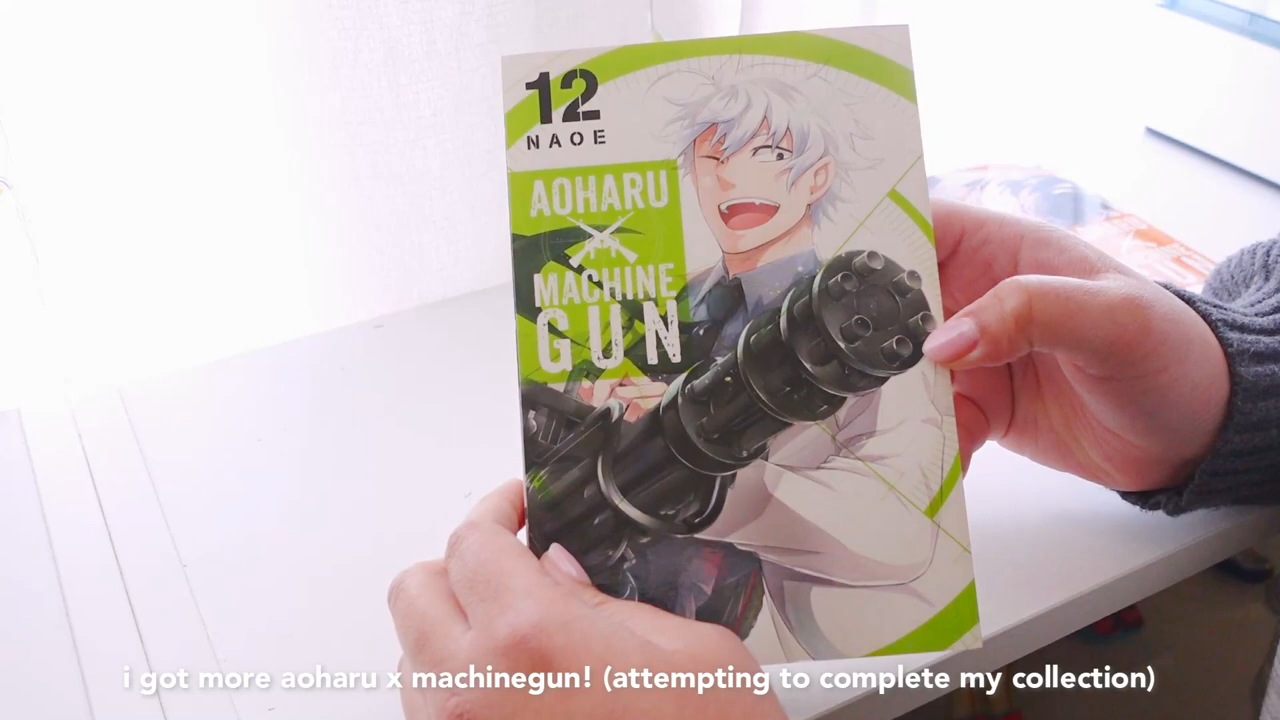 12
NAOE
AOHARU
X
MACHINE
GUN
i got more aoharu x machinegun! (attempting to complete my collection)